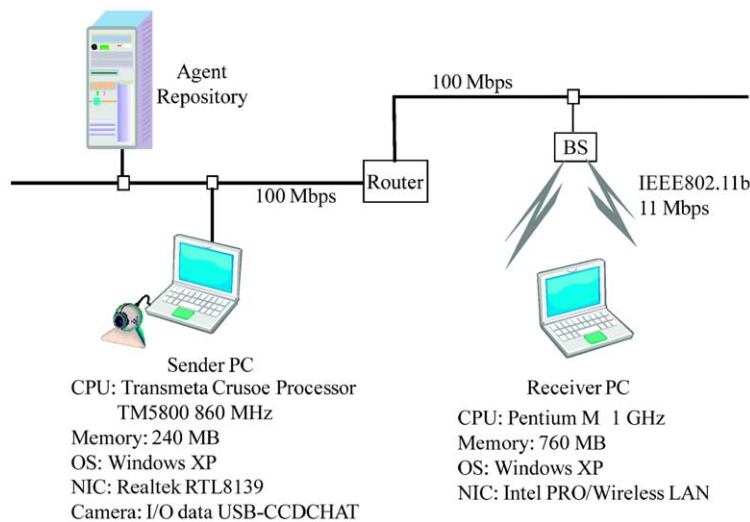 Agent
Repository
100 Mbps
BS
Router
IEEE802.11b
11 Mbps
100 Mbps
Sender PC
CPU: Transmeta Crusoe Processor
TM5800 860 MHz
Memory: 240 MB
OS: Windows XP
NIC: Realtek RTL8139
Camera: I/O data USB-CCDCHAT
Receiver PC
CPU: Pentium M 1 GHz
Memory: 760 MB
OS: Windows XP
NIC: Intel PRO/Wireless LAN